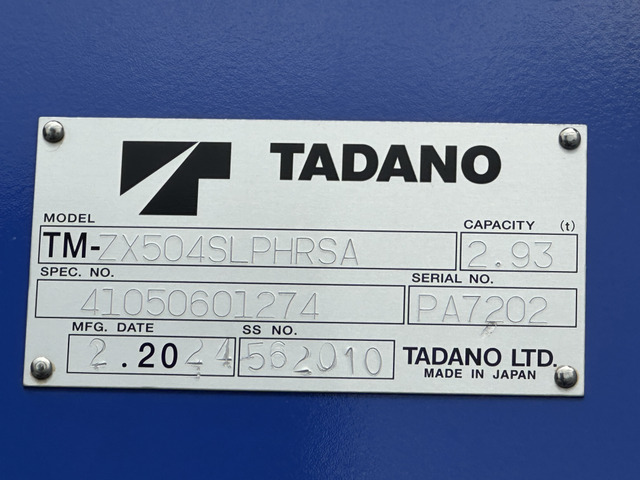 TADANO
MODEL
TM-ZX504SLPHRSA
CAPACITY (t)
2.93
SPEC. NO.
41050601274
SERIAL NO.
PA7202
MFG. DATE
2.2024
SS NO.
562010
TADANO LTD.
MADE IN JAPAN